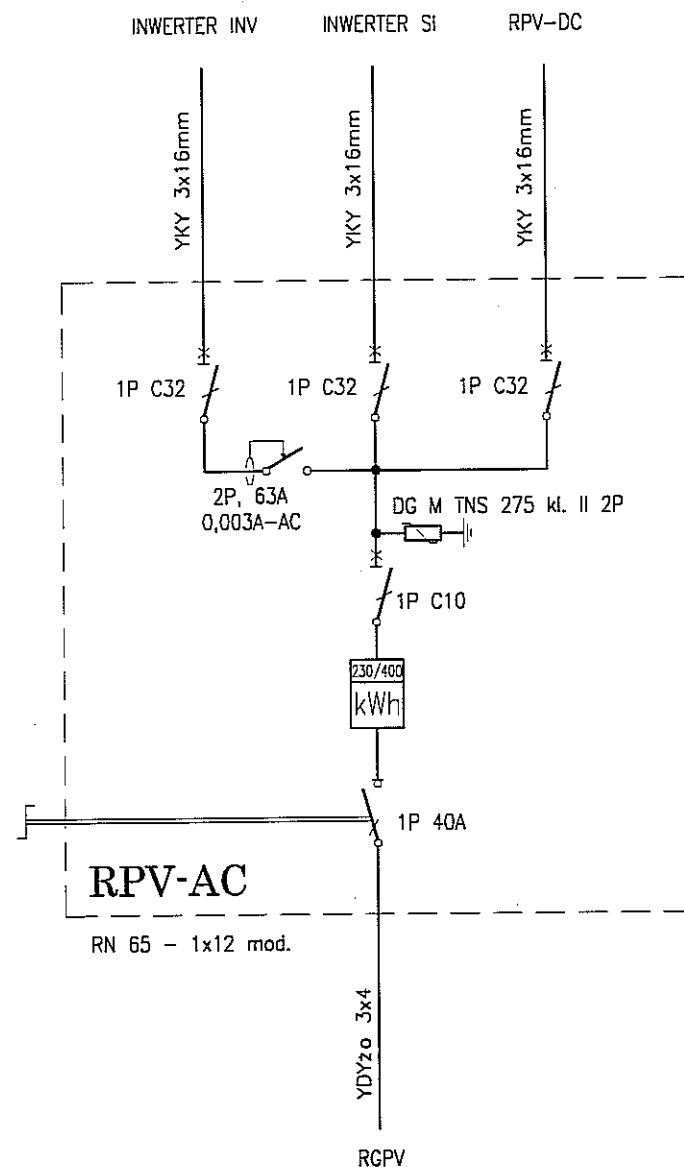 INWERTER INV
INWERTER SI
RPV-DC
YKY 3x16mm
YKY 3x16mm
YKY 3x16mm
1P C32
1P C32
1P C32
2P, 63A
0,003A-AC
DG M TNS 275 kl. II 2P
1P C10
230/400
kWh
1P 40A
RPV-AC
RN 65 - 1x12 mod.
YDYżo 3x4
RGPV